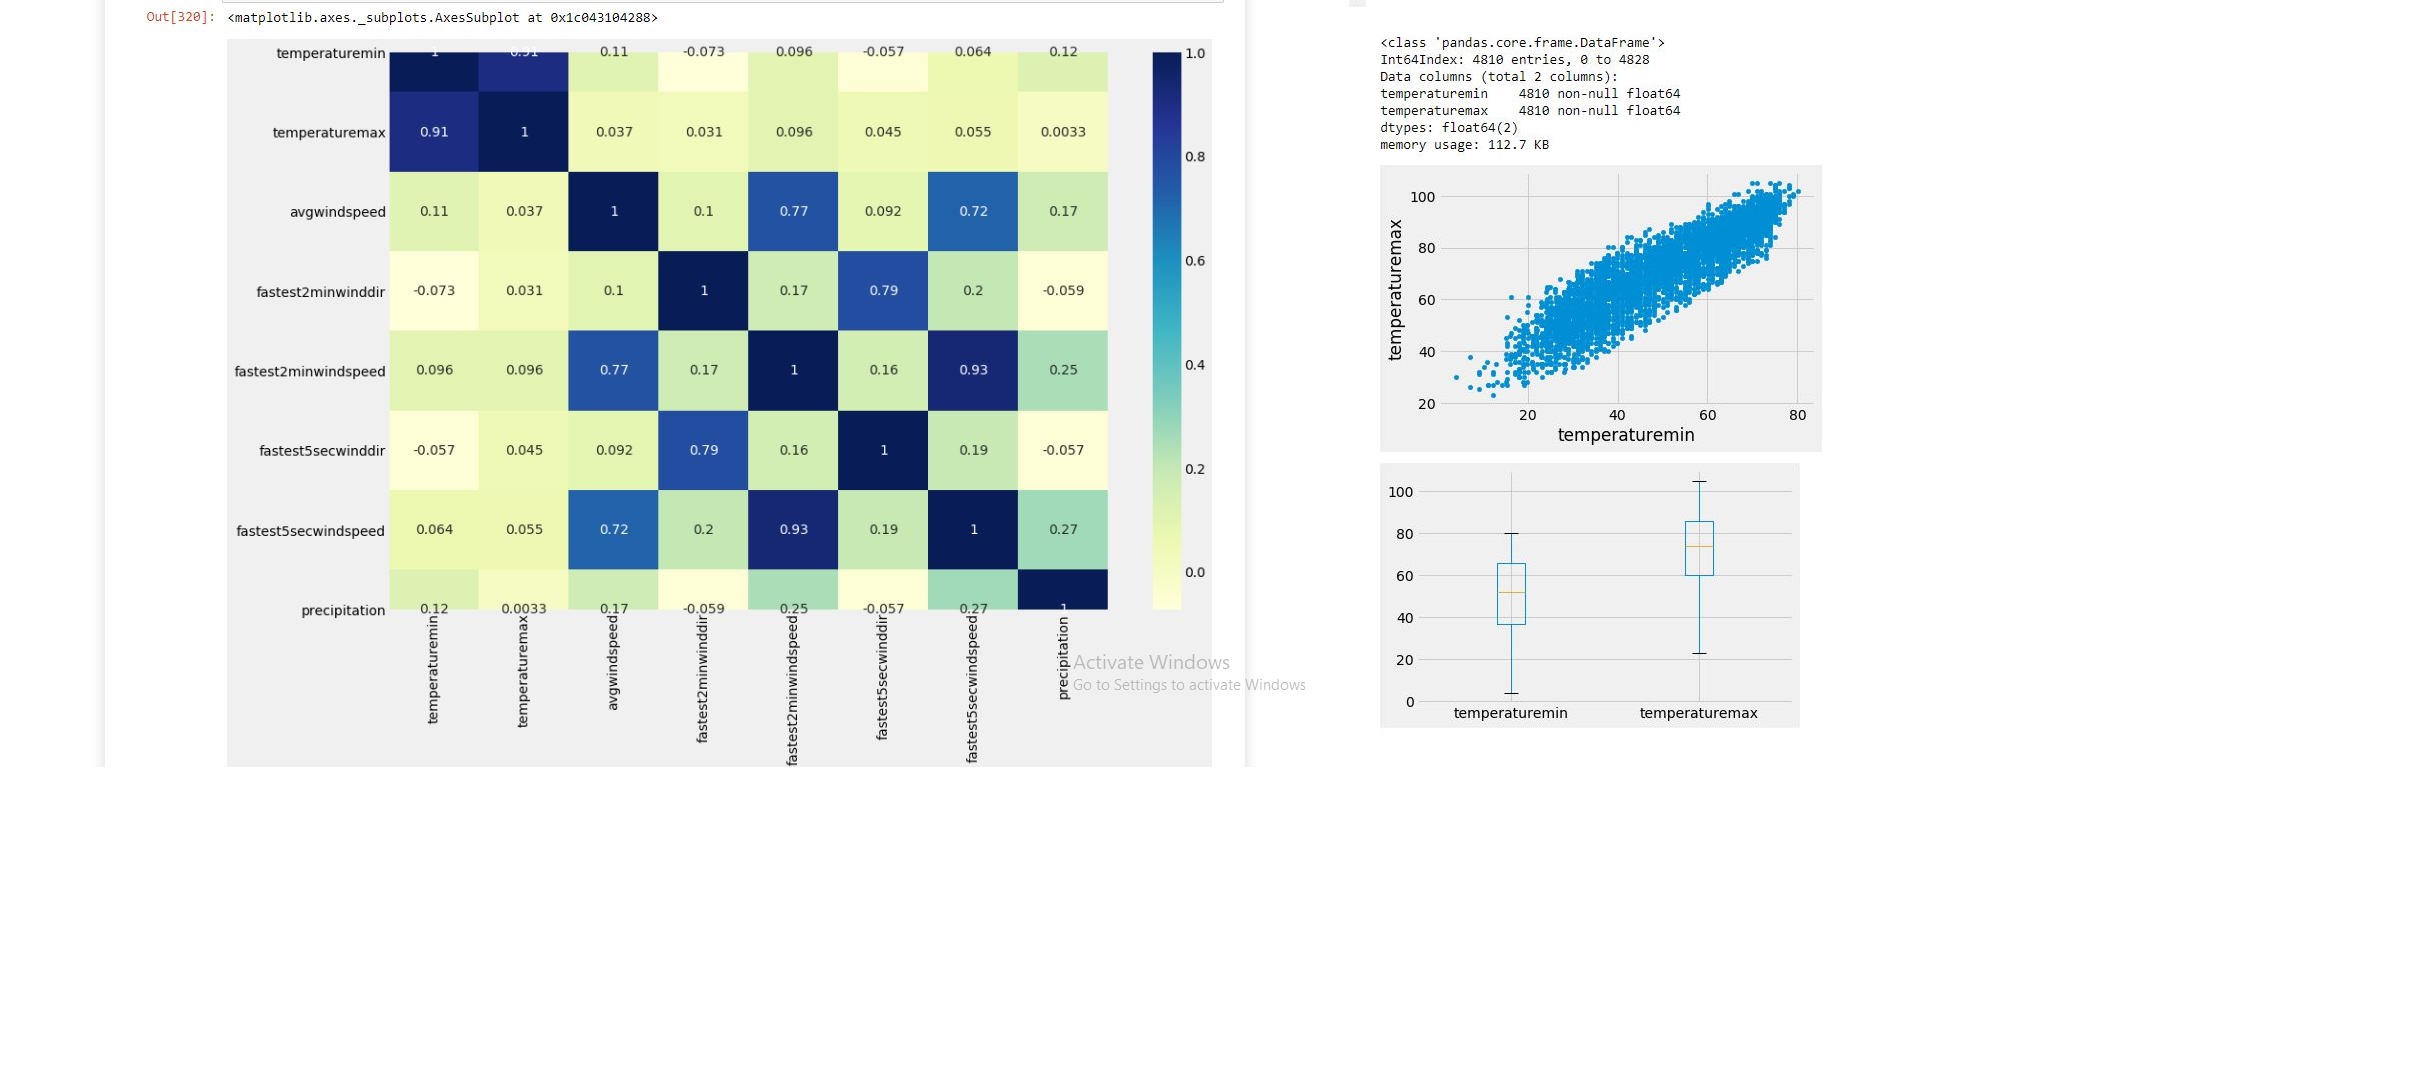 Out[320]: <matplotlib.axes._subplots.AxesSubplot at 0x1c043104288>
temperaturemin 1 0.91 0.11 -0.073 0.096 -0.057 0.064 0.12
temperaturemax 0.91 1 0.037 0.031 0.096 0.045 0.055 0.0033
avgwindspeed 0.11 0.037 1 0.1 0.77 0.092 0.72 0.17
fastest2minwinddir -0.073 0.031 0.1 1 0.17 0.79 0.2 -0.059
fastest2minwindspeed 0.096 0.096 0.77 0.17 1 0.16 0.93 0.25
fastest5secwinddir -0.057 0.045 0.092 0.79 0.16 1 0.19 -0.057
fastest5secwindspeed 0.064 0.055 0.72 0.2 0.93 0.19 1 0.27
precipitation 0.12 0.0033 0.17 -0.059 0.25 -0.057 0.27 1
temperaturemin
temperaturemax
avgwindspeed
fastest2minwinddir
fastest2minwindspeed
fastest5secwinddir
fastest5secwindspeed
precipitation
1.0
0.8
0.6
0.4
0.2
0.0
Activate Windows
Go to Settings to activate Windows
<class 'pandas.core.frame.DataFrame'>
Int64Index: 4810 entries, 0 to 4828
Data columns (total 2 columns):
temperaturemin 4810 non-null float64
temperaturemax 4810 non-null float64
dtypes: float64(2)
memory usage: 112.7 KB
temperaturemax
100
80
60
40
20
20 40 60 80
temperaturemin
100
80
60
40
20
0
temperaturemin temperaturemax